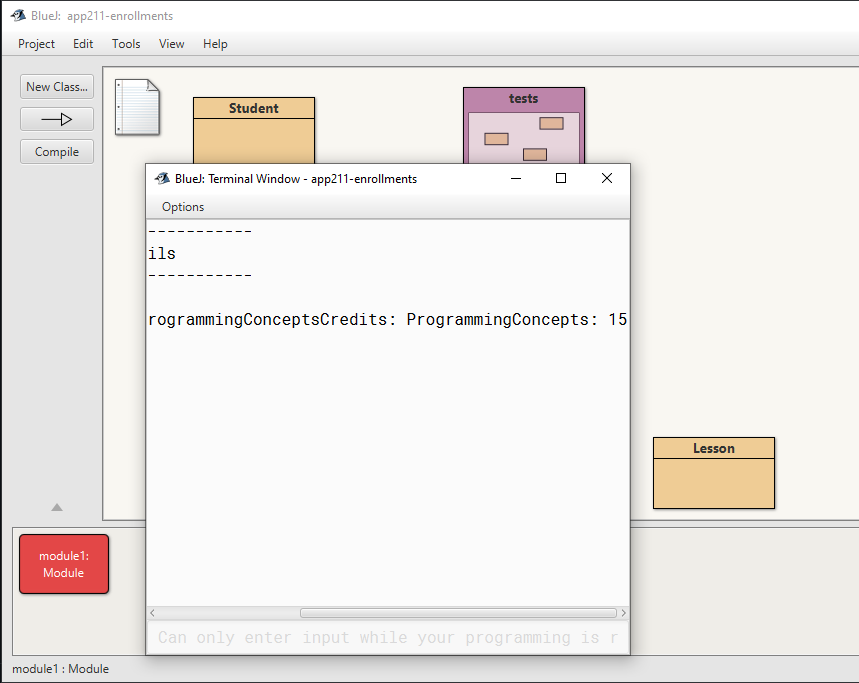 BlueJ: app211-enrollments
Project Edit Tools View Help
New Class...
Compile
Student
tests
BlueJ: Terminal Window - app211-enrollments
Options
-----------
ils
-----------
rogrammingConceptsCredits: ProgrammingConcepts: 15
Lesson
module1:
Module
Can only enter input while your programming is r
module1 : Module